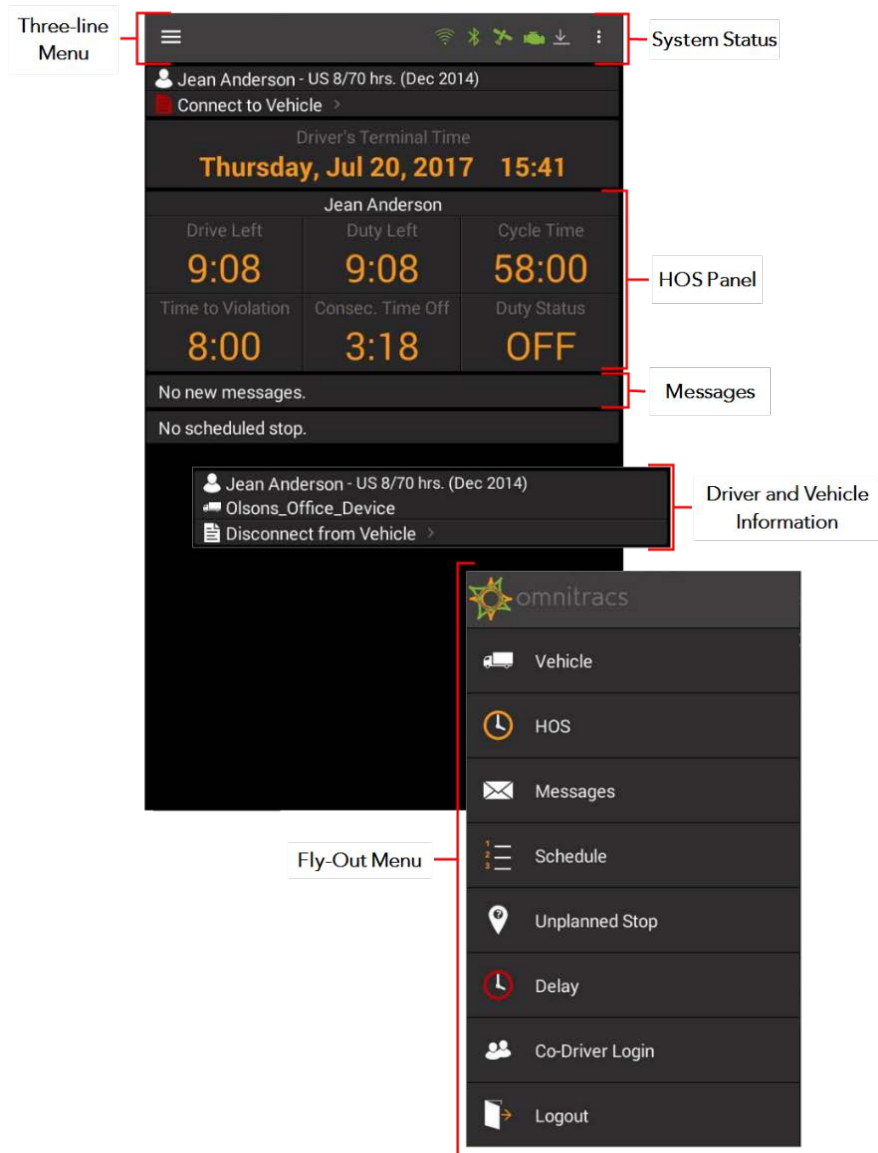 Three-line
Menu
System Status
Jean Anderson - US 8/70 hrs. (Dec 2014)
Connect to Vehicle >
Driver's Terminal Time
Thursday, Jul 20, 2017 15:41
Jean Anderson
Drive Left Duty Left Cycle Time
9:08 9:08 58:00
HOS Panel
Time to Violation Consec. Time Off Duty Status
8:00 3:18 OFF
No new messages.
Messages
No scheduled stop.
Jean Anderson - US 8/70 hrs. (Dec 2014)
Olsons_Office_Device
Disconnect from Vehicle >
Driver and Vehicle
Information
omnitracs
Vehicle
HOS
Messages
1
2
3
Schedule
Fly-Out Menu
?
Unplanned Stop
Delay
Co-Driver Login
Logout